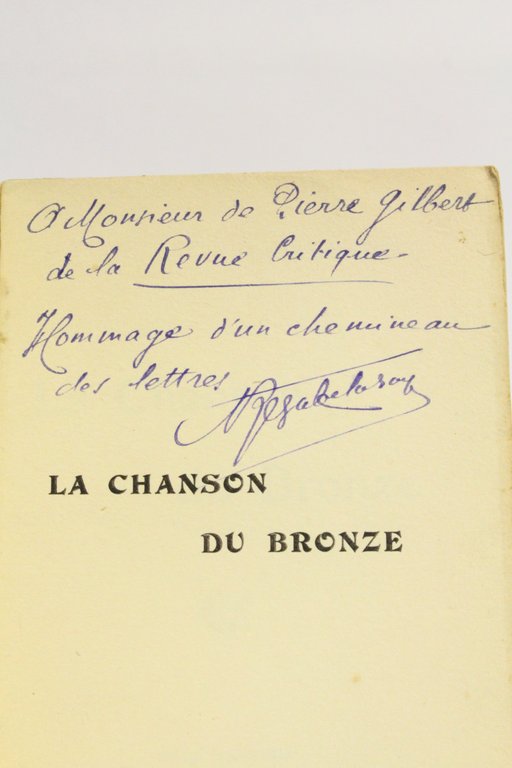 A Monsieur de Pierre Gilbert
de la Revue Critique -
Hommage d'un chemineau
des lettres
LA CHANSON
DU BRONZE